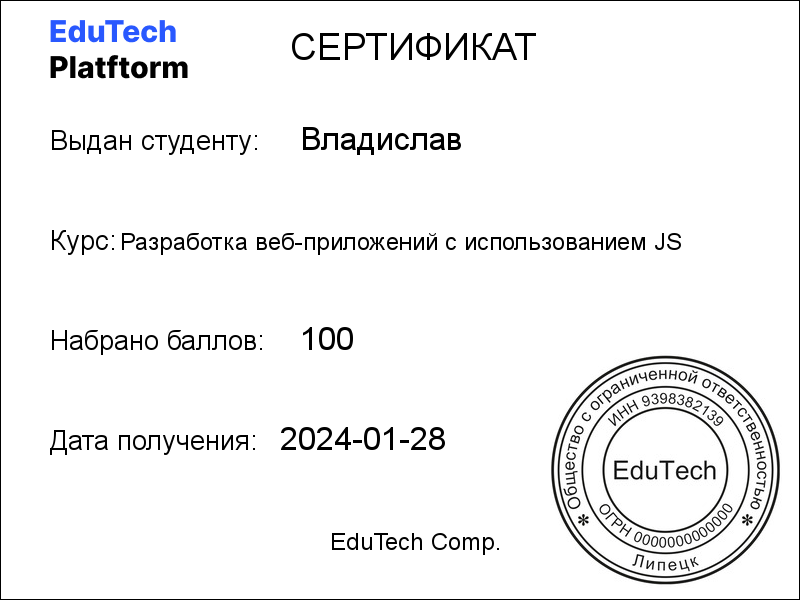 EduTech
Platftorm
СЕРТИФИКАТ
Выдан студенту: Владислав
Курс: Разработка веб-приложений с использованием JS
Набрано баллов: 100
Дата получения: 2024-01-28
EduTech Comp.
Общество с ограниченной ответственностью
ИНН 9398382139
EduTech
ОГРН 0000000000000
* Липецк *